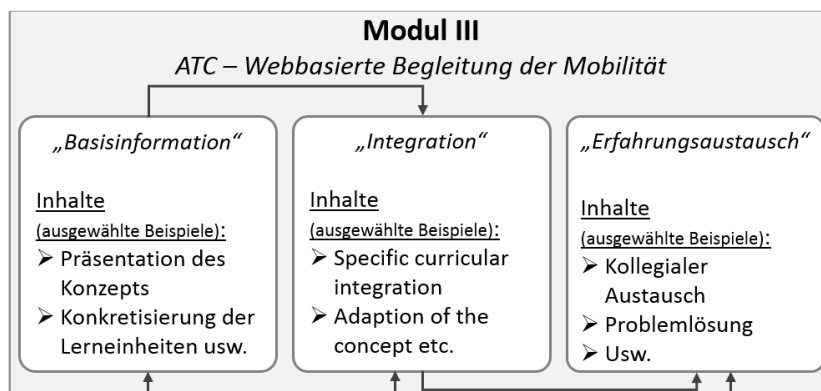 Modul III
ATC – Webbasierte Begleitung der Mobilität
„Basisinformation“
Inhalte
(ausgewählte Beispiele):
➢ Präsentation des
Konzepts
➢ Konkretisierung der
Lerneinheiten usw.
„Integration“
Inhalte
(ausgewählte Beispiele):
➢ Specific curricular
integration
➢ Adaption of the
concept etc.
„Erfahrungsaustausch“
Inhalte
(ausgewählte Beispiele):
➢ Kollegialer
Austausch
➢ Problemlösung
➢ Usw.